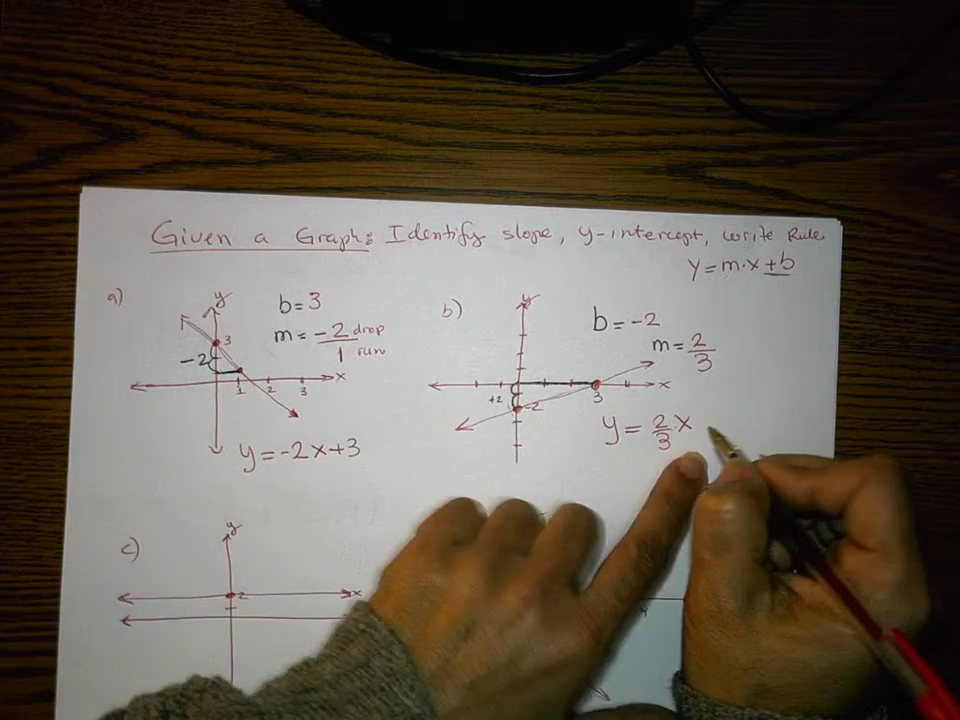 Given a Graph: Identify slope, y-intercept, write Rule
y = m·x + b
a)
y
b = 3
m = -2 drop
1 run
3
-2
x
1 2 3
y = -2x+3
b)
y
b = -2
m = 2/3
x
+2
3
-2
y = 2/3·x
c)
y
2
x